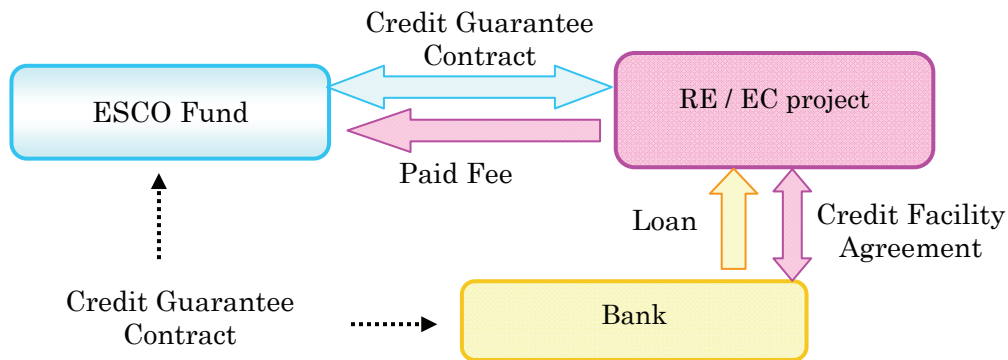 Credit Guarantee
Contract
ESCO Fund
RE / EC project
Paid Fee
Loan
Credit Facility
Agreement
Credit Guarantee
Contract
Bank